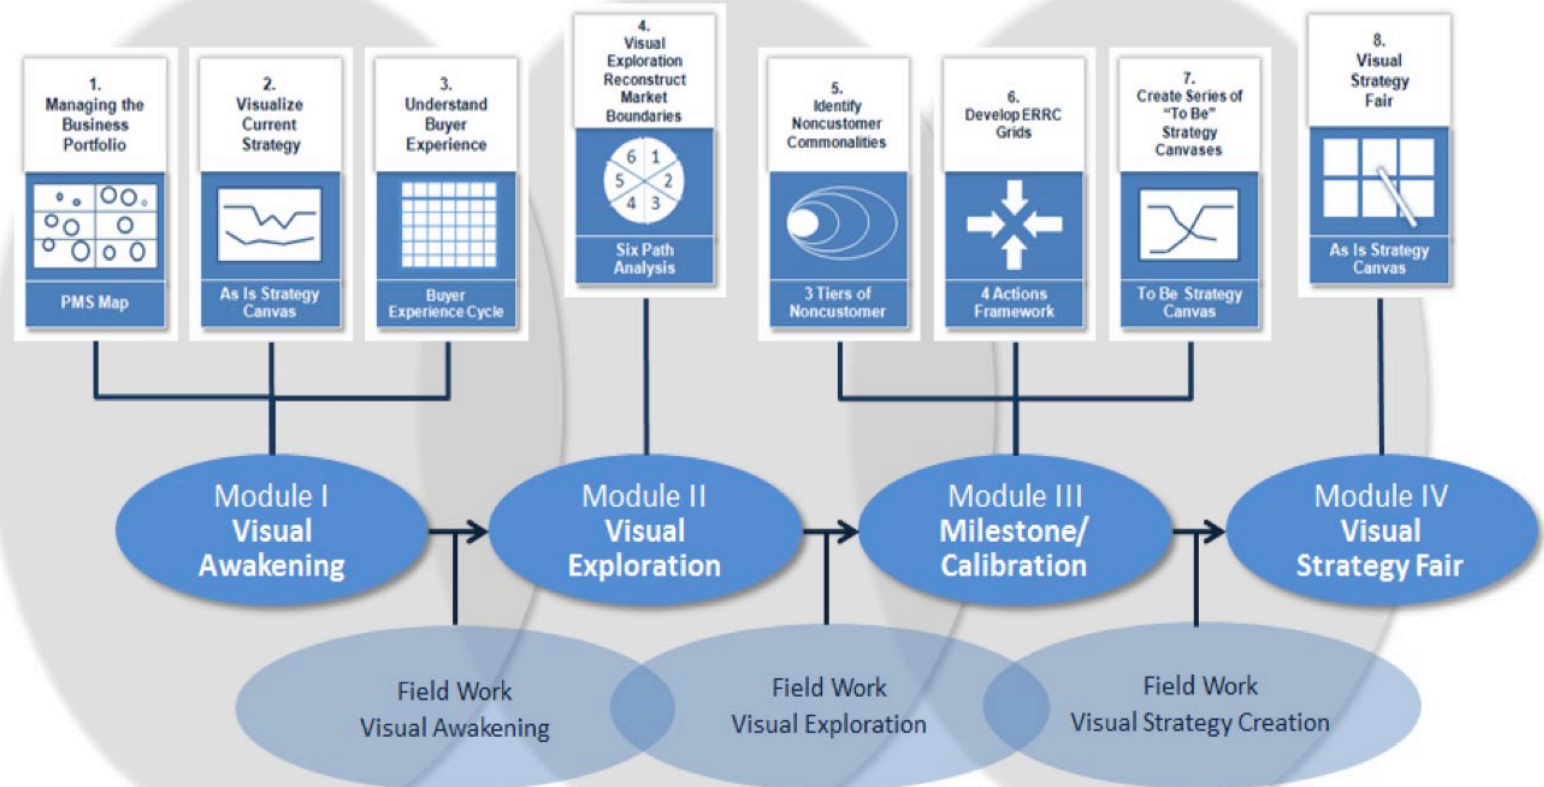 1.
Managing the
Business
Portfolio
PMS Map
2.
Visualize
Current
Strategy
As Is Strategy
Canvas
3.
Understand
Buyer
Experience
Buyer
Experience Cycle
4.
Visual
Exploration
Reconstruct
Market
Boundaries
6 1
5 2
4 3
Six Path
Analysis
5.
Identify
Noncustomer
Commonalities
3 Tiers of
Noncustomer
6.
Develop ERRC
Grids
4 Actions
Framework
7.
Create Series of
“To Be”
Strategy
Canvases
To Be Strategy
Canvas
8.
Visual
Strategy
Fair
As Is Strategy
Canvas
Module I
Visual
Awakening
Module II
Visual
Exploration
Module III
Milestone/
Calibration
Module IV
Visual
Strategy Fair
Field Work
Visual Awakening
Field Work
Visual Exploration
Field Work
Visual Strategy Creation